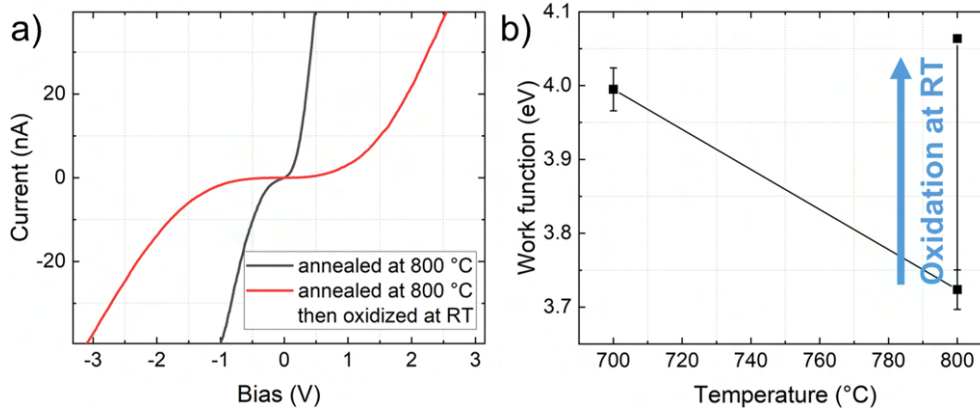 a)
Current (nA)
20
0
-20
-3
-2
-1
0
1
2
3
Bias (V)
annealed at 800 °C
annealed at 800 °C
then oxidized at RT
b)
Work function (eV)
4.1
4.0
3.9
3.8
3.7
700
720
740
760
780
800
Temperature (°C)
Oxidation at RT